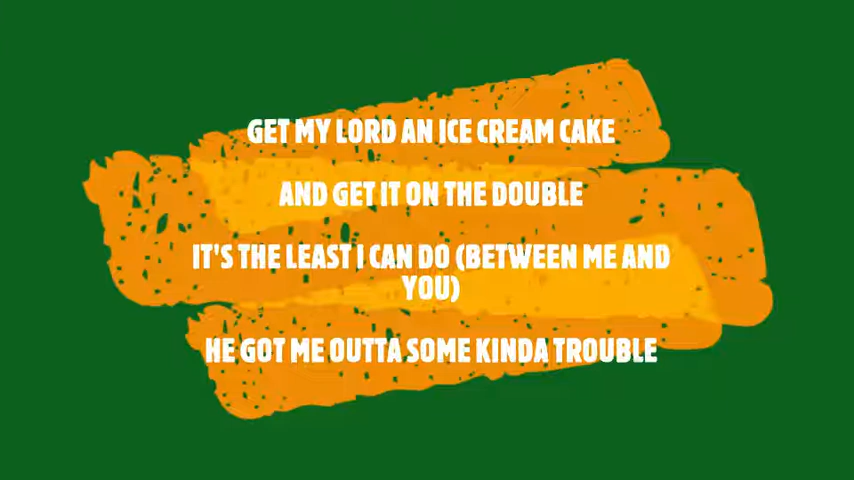 GET MY LORD AN ICE CREAM CAKE
AND GET IT ON THE DOUBLE
IT'S THE LEAST I CAN DO (BETWEEN ME AND
YOU)
HE GOT ME OUTTA SOME KINDA TROUBLE